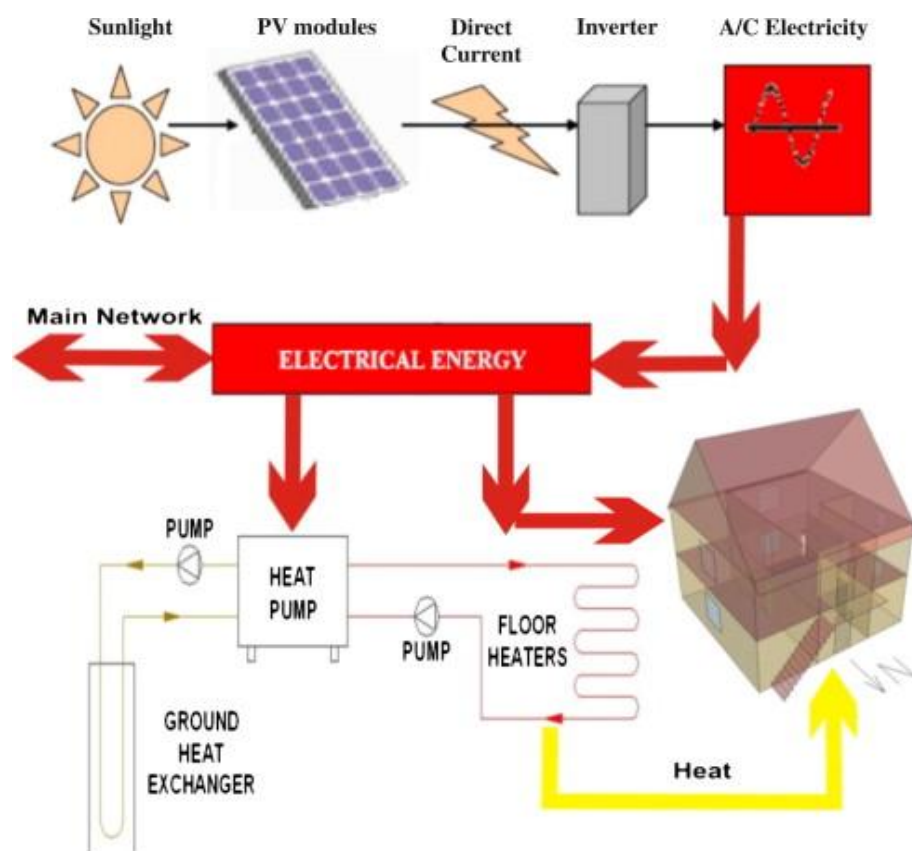 Sunlight
PV modules
Direct
Current
Inverter
A/C Electricity
Main Network
ELECTRICAL ENERGY
PUMP
HEAT
PUMP
PUMP
FLOOR
HEATERS
GROUND
HEAT
EXCHANGER
Heat
N